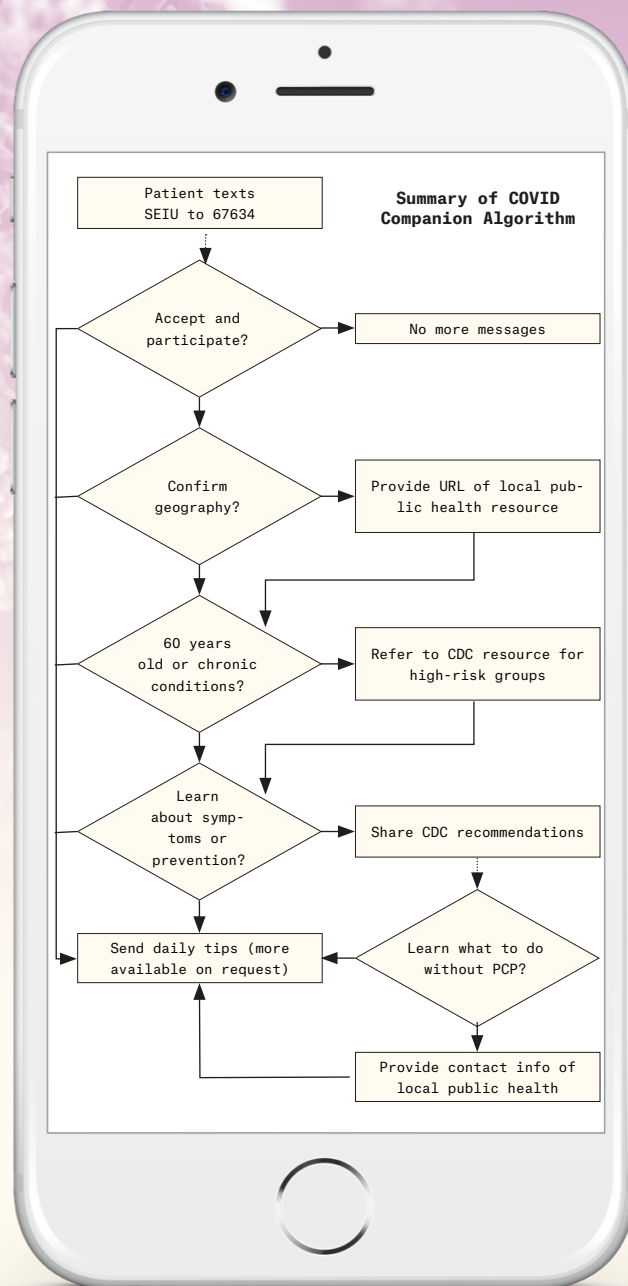 Patient texts
SEIU to 67634
Summary of COVID
Companion Algorithm
Accept and
participate?
No more messages
Confirm
geography?
Provide URL of local pub-
lic health resource
60 years
old or chronic
conditions?
Refer to CDC resource for
high-risk groups
Learn
about symp-
toms or
prevention?
Share CDC recommendations
Send daily tips (more
available on request)
Learn what to do
without PCP?
Provide contact info of
local public health